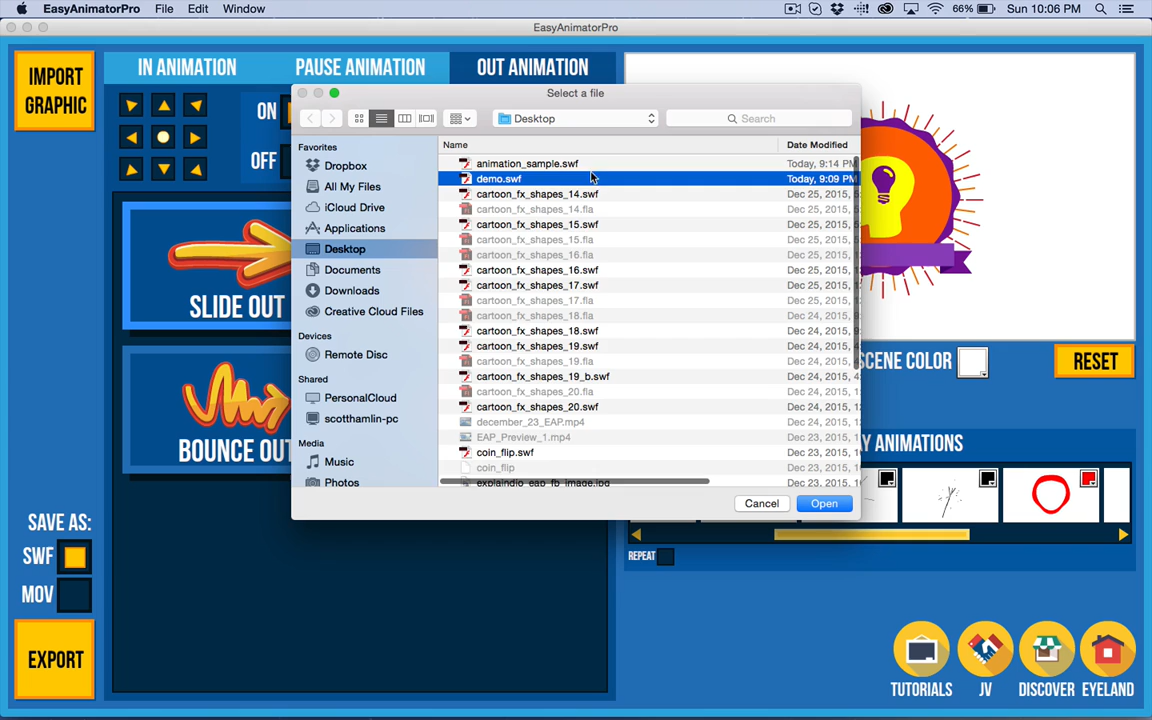 EasyAnimatorPro File Edit Window 66% Sun 10:06 PM
EasyAnimatorPro
IMPORT
GRAPHIC
IN ANIMATION PAUSE ANIMATION OUT ANIMATION
ON
OFF
SLIDE OUT
BOUNCE OUT
SAVE AS:
SWF
MOV
EXPORT
Select a file
Desktop
Search
Favorites
Dropbox
All My Files
iCloud Drive
Applications
Desktop
Documents
Downloads
Creative Cloud Files
Devices
Remote Disc
Shared
PersonalCloud
scotthamlin-pc
Media
Music
Photos
Name Date Modified
animation_sample.swf Today, 9:14 PM
demo.swf Today, 9:09 PM
cartoon_fx_shapes_14.swf Dec 25, 2015, 5:
cartoon_fx_shapes_14.fla Dec 25, 2015, 5:
cartoon_fx_shapes_15.swf Dec 25, 2015,
cartoon_fx_shapes_15.fla Dec 25, 2015,
cartoon_fx_shapes_16.fla Dec 25, 2015,
cartoon_fx_shapes_16.swf Dec 25, 2015,
cartoon_fx_shapes_17.swf Dec 25, 2015,
cartoon_fx_shapes_17.fla Dec 25, 2015,
cartoon_fx_shapes_18.fla Dec 24, 2015,
cartoon_fx_shapes_18.swf Dec 24, 2015,
cartoon_fx_shapes_19.swf Dec 24, 2015,
cartoon_fx_shapes_19.fla Dec 24, 2015,
cartoon_fx_shapes_19_b.swf Dec 24, 2015,
cartoon_fx_shapes_20.fla Dec 24, 2015,
cartoon_fx_shapes_20.swf Dec 24, 2015,
december_23_EAP.mp4 Dec 24, 2015,
EAP_Preview_1.mp4 Dec 23, 2015,
coin_flip.swf Dec 23, 2015,
coin_flip Dec 23, 2015,
explaindio_eap_fb_image.jpg Dec 23, 2015,
Cancel Open
SCENE COLOR
RESET
Y ANIMATIONS
REPEAT
TUTORIALS JV DISCOVER EYELAND